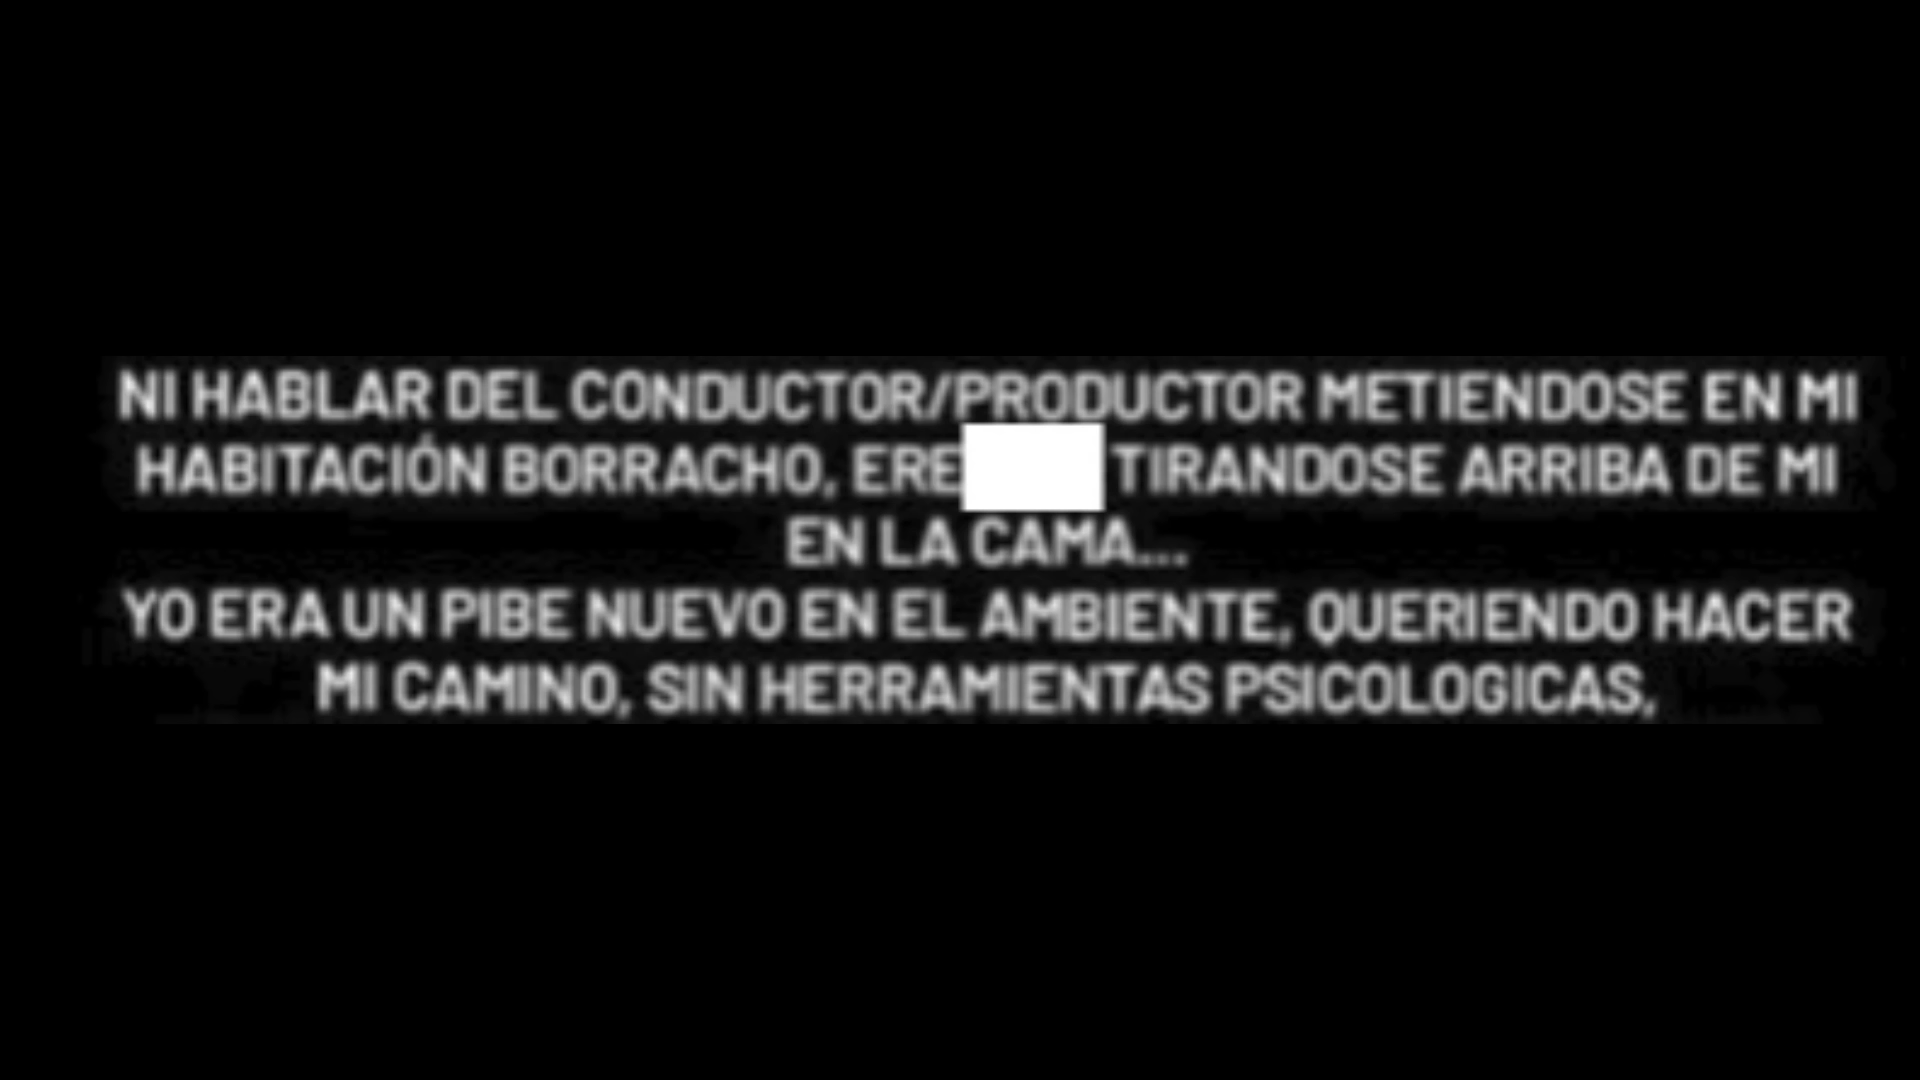 NI HABLAR DEL CONDUCTOR/PRODUCTOR METIENDOSE EN MI
HABITACIÓN BORRACHO, ERE TIRANDOSE ARRIBA DE MI
EN LA CAMA...
YO ERA UN PIBE NUEVO EN EL AMBIENTE, QUERIENDO HACER
MI CAMINO, SIN HERRAMIENTAS PSICOLOGICAS,